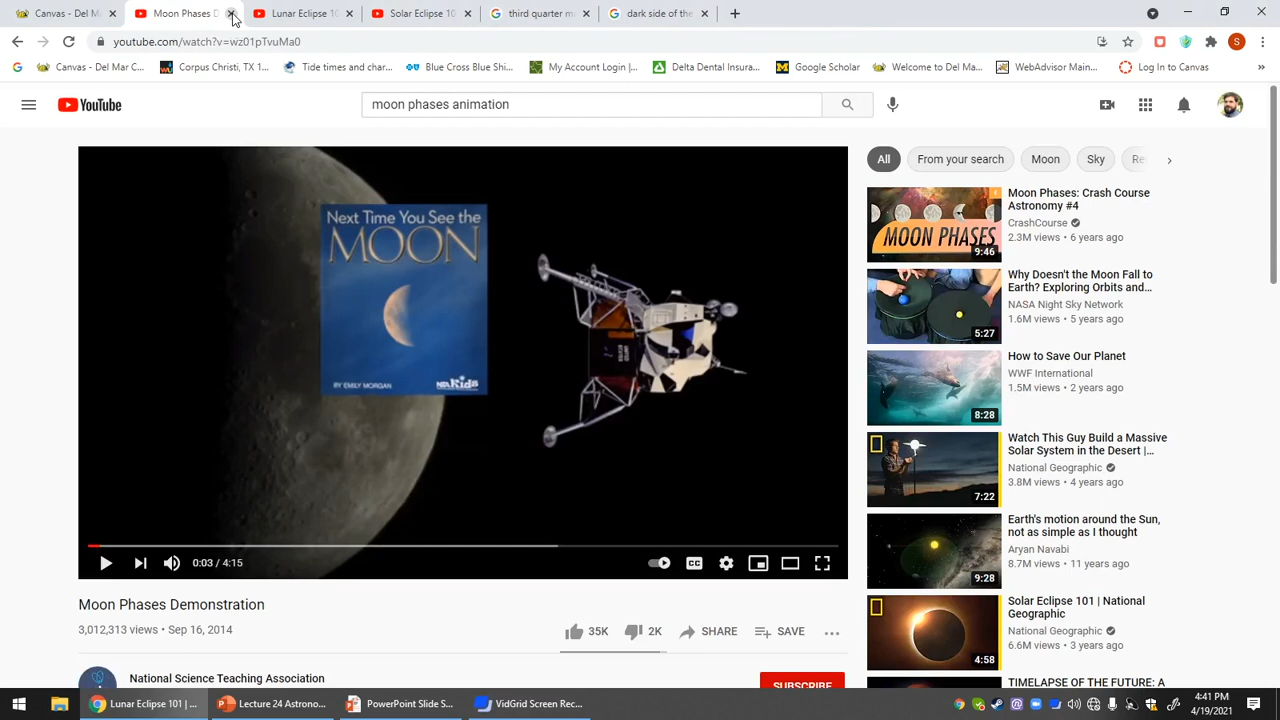 Canvas - Del Ma
Moon Phases D
Lunar Eclipse 10
Solar Eclipse 10
third quarter m
dark side of the
youtube.com/watch?v=wz01pTvuMa0
S
Canvas - Del Mar C...
Corpus Christi, TX 1...
Tide times and char...
Blue Cross Blue Shi...
My Account Login |...
Delta Dental Insura...
Google Scholar
Welcome to Del Ma...
WebAdvisor Main...
Log In to Canvas
»
YouTube
moon phases animation
Next Time You See the
MOON
BY EMILY MORGAN
Kids
0:03 / 4:15
CC
Moon Phases Demonstration
3,012,313 views • Sep 16, 2014
35K
2K
SHARE
SAVE
National Science Teaching Association
SUBSCRIBE
All
From your search
Moon
Sky
Re
MOON PHASES
9:46
Moon Phases: Crash Course
Astronomy #4
CrashCourse
2.3M views • 6 years ago
5:27
Why Doesn't the Moon Fall to
Earth? Exploring Orbits and...
NASA Night Sky Network
1.6M views • 5 years ago
8:28
How to Save Our Planet
WWF International
1.5M views • 2 years ago
7:22
Watch This Guy Build a Massive
Solar System in the Desert |...
National Geographic
3.8M views • 4 years ago
9:28
Earth's motion around the Sun,
not as simple as I thought
Aryan Navabi
8.7M views • 11 years ago
4:58
Solar Eclipse 101 | National
Geographic
National Geographic
6.6M views • 3 years ago
TIMELAPSE OF THE FUTURE: A
Lunar Eclipse 101 | ...
Lecture 24 Astrono...
PowerPoint Slide S...
VidGrid Screen Rec...
4:41 PM
4/19/2021